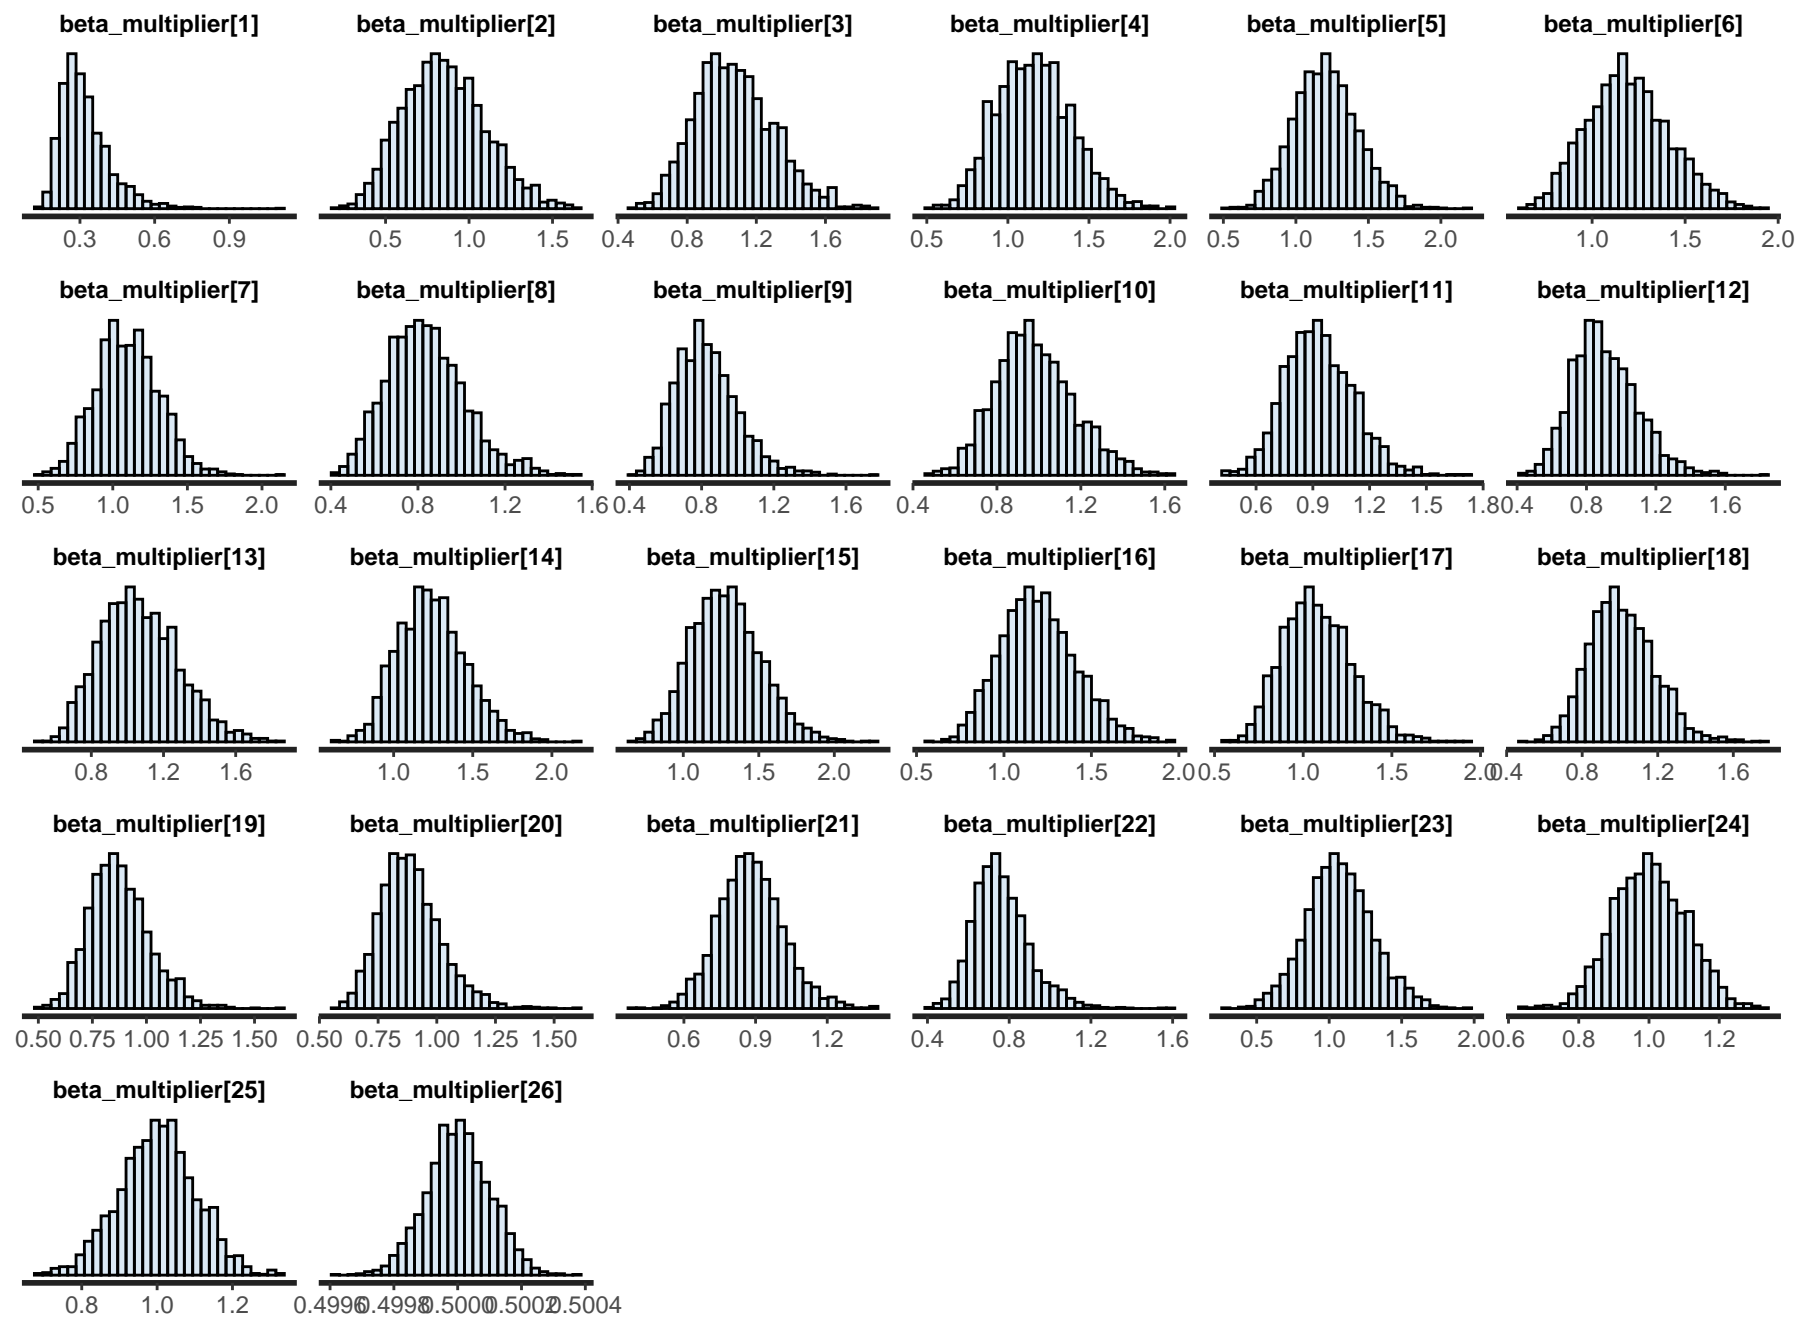 beta_multiplier[1] beta_multiplier[2] beta_multiplier[3] beta_multiplier[4] beta_multiplier[5] beta_multiplier[6]
0.3 0.6 0.9 0.5 1.0 1.5 0.4 0.8 1.2 1.6 0.5 1.0 1.5 2.0 0.5 1.0 1.5 2.0 1.0 1.5 2.0
beta_multiplier[7] beta_multiplier[8] beta_multiplier[9] beta_multiplier[10] beta_multiplier[11] beta_multiplier[12]
0.5 1.0 1.5 2.0 0.4 0.8 1.2 1.6 0.4 0.8 1.2 1.6 0.4 0.8 1.2 1.6 0.6 0.9 1.2 1.5 1.8 0.4 0.8 1.2 1.6
beta_multiplier[13] beta_multiplier[14] beta_multiplier[15] beta_multiplier[16] beta_multiplier[17] beta_multiplier[18]
0.8 1.2 1.6 1.0 1.5 2.0 1.0 1.5 2.0 0.5 1.0 1.5 2.0 0.5 1.0 1.5 2.0 0.4 0.8 1.2 1.6
beta_multiplier[19] beta_multiplier[20] beta_multiplier[21] beta_multiplier[22] beta_multiplier[23] beta_multiplier[24]
0.50 0.75 1.00 1.25 1.50 0.50 0.75 1.00 1.25 1.50 0.6 0.9 1.2 0.4 0.8 1.2 1.6 0.5 1.0 1.5 2.0 0.6 0.8 1.0 1.2
beta_multiplier[25] beta_multiplier[26]
0.8 1.0 1.2 0.4996 0.4998 0.5000 0.5002 0.5004